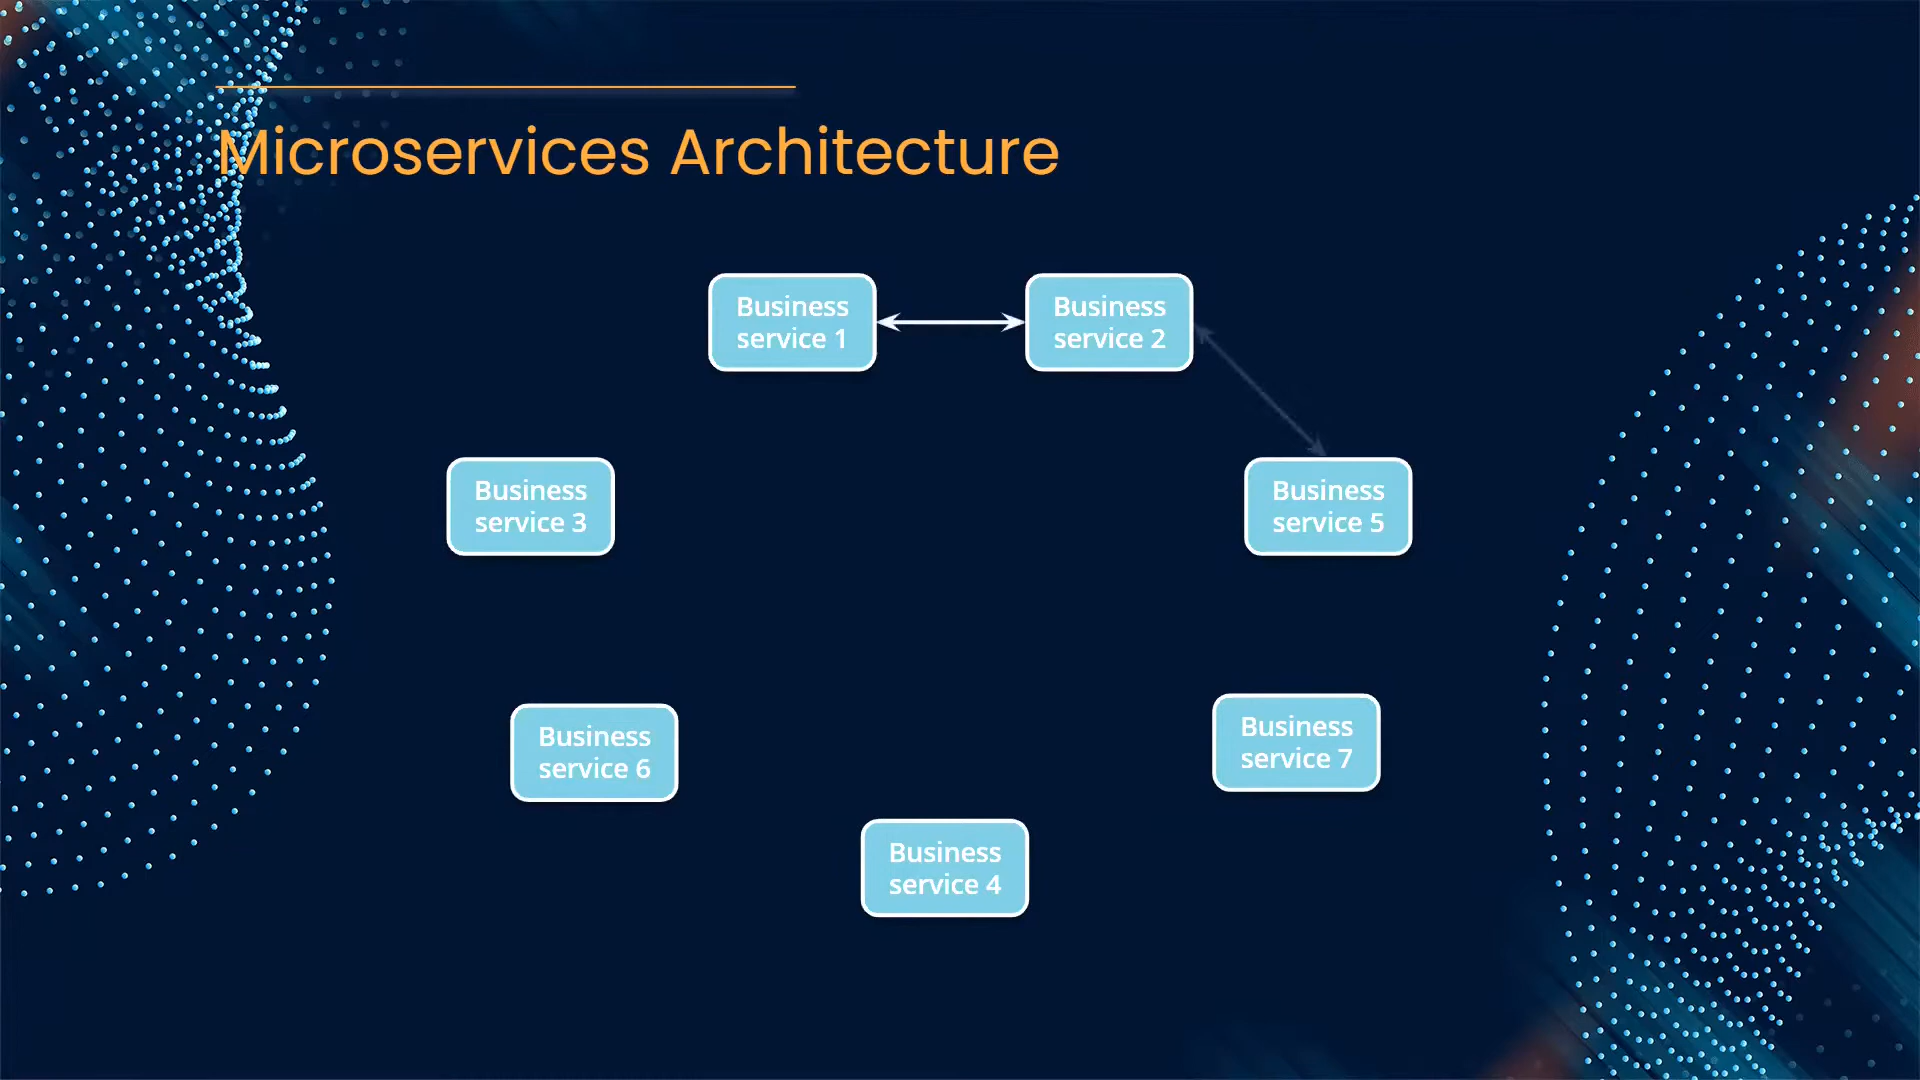 Microservices Architecture
Business
service 1
Business
service 2
Business
service 3
Business
service 5
Business
service 6
Business
service 7
Business
service 4